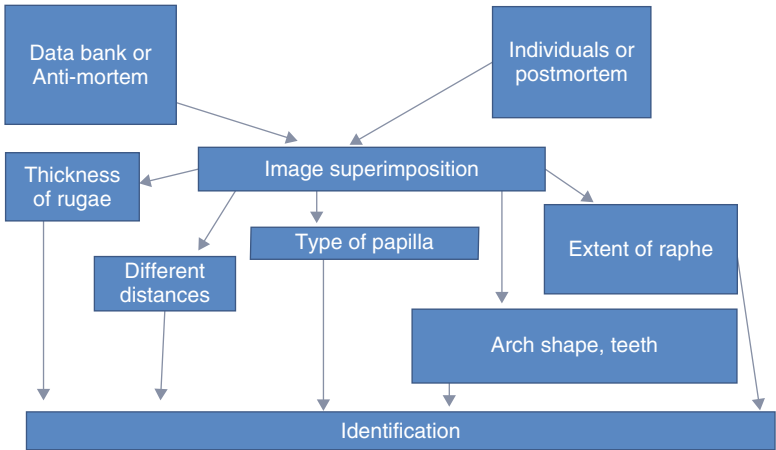 Data bank or
Anti-mortem
Individuals or
postmortem
Image superimposition
Thickness
of rugae
Type of papilla
Extent of raphe
Different
distances
Arch shape, teeth
Identification